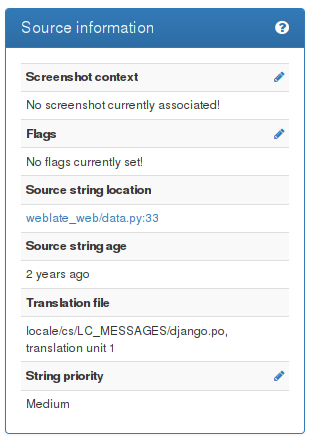 Source information
Screenshot context
No screenshot currently associated!
Flags
No flags currently set!
Source string location
weblate_web/data.py:33
Source string age
2 years ago
Translation file
locale/cs/LC_MESSAGES/django.po,
translation unit 1
String priority
Medium